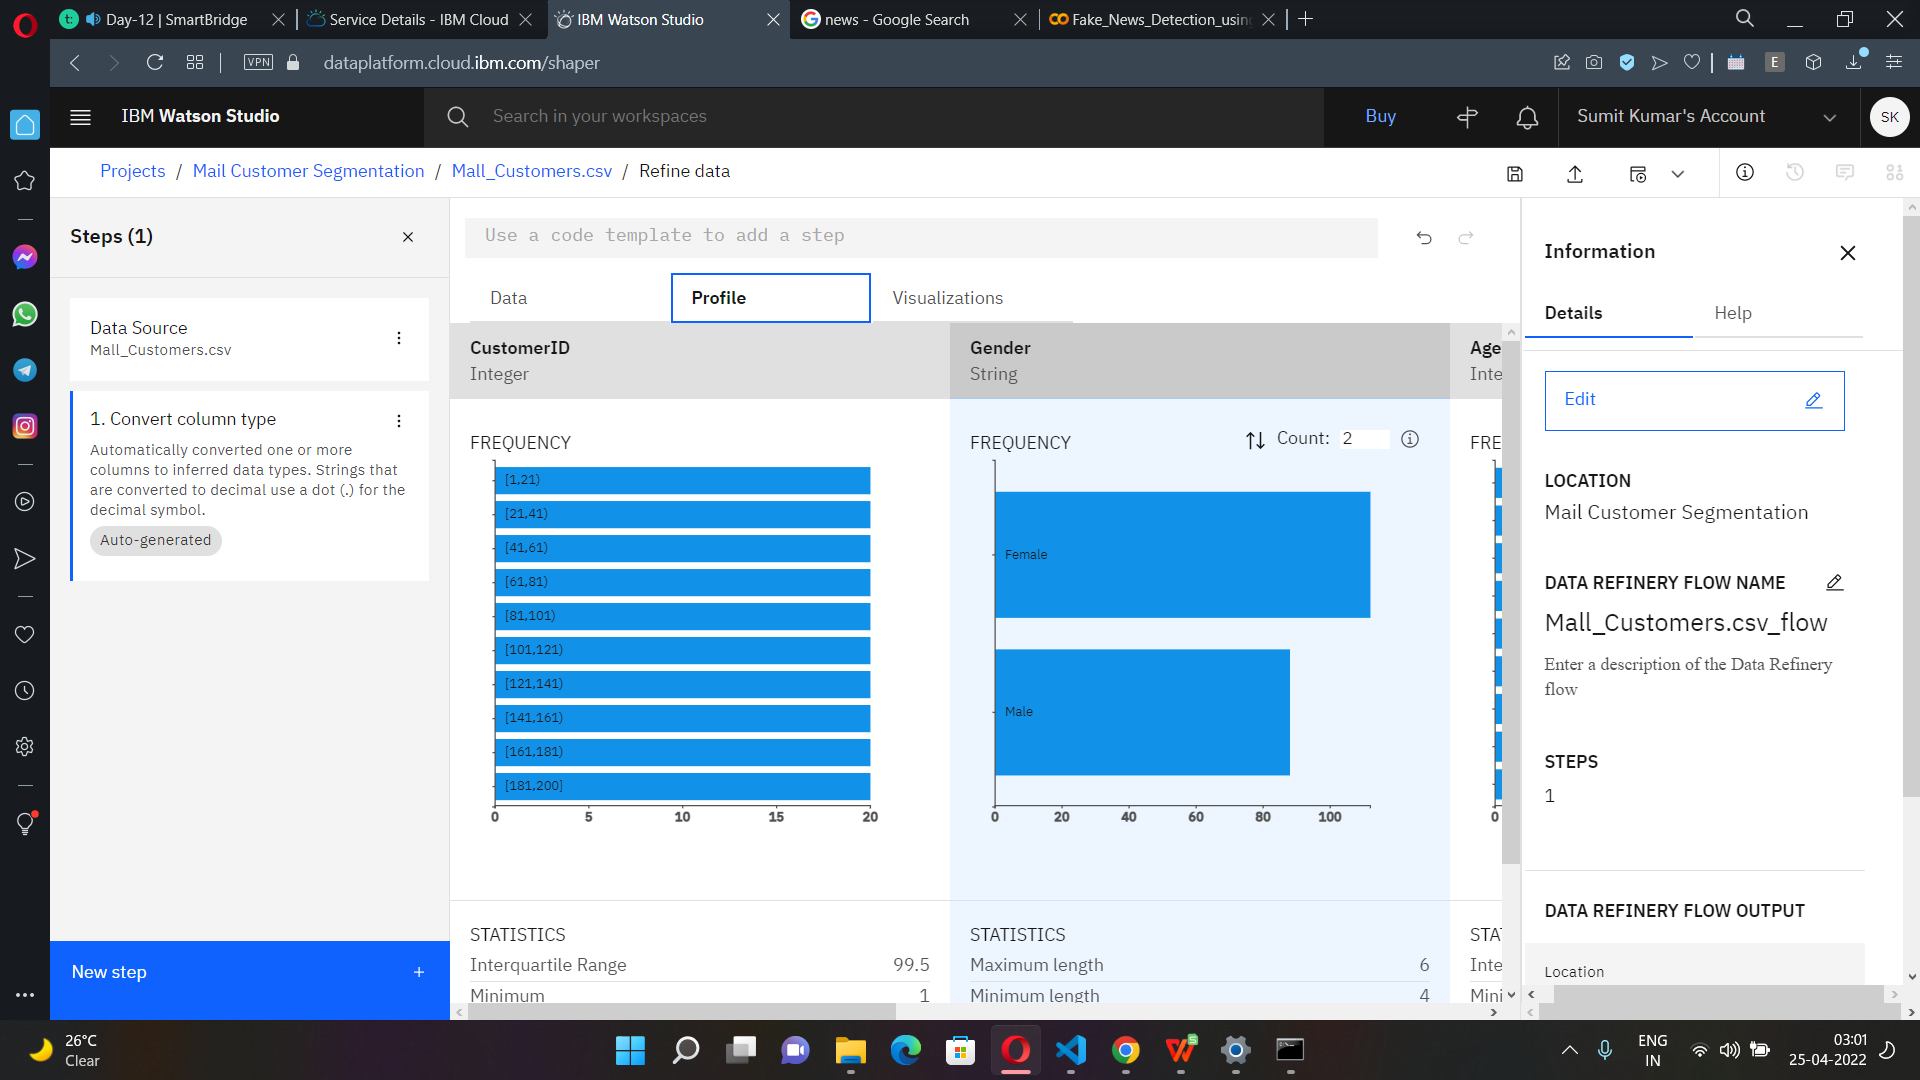 Day-12 | SmartBridge
Service Details - IBM Cloud
IBM Watson Studio
news - Google Search
Fake_News_Detection_usin
VPN
dataplatform.cloud.ibm.com/shaper
E
IBM Watson Studio
Search in your workspaces
Buy
Sumit Kumar's Account
SK
Projects / Mail Customer Segmentation / Mall_Customers.csv / Refine data
Steps (1)
Data Source
Mall_Customers.csv
1. Convert column type
Automatically converted one or more
columns to inferred data types. Strings that
are converted to decimal use a dot (.) for the
decimal symbol.
Auto-generated
New step
Use a code template to add a step
Data
Profile
Visualizations
CustomerID
Integer
Gender
String
Age
Inte
FREQUENCY
[1,21)
[21,41)
[41,61)
[61,81)
[81,101)
[101,121)
[121,141)
[141,161)
[161,181)
[181,200]
0 5 10 15 20
FREQUENCY
Count: 2
Female
Male
0 20 40 60 80 100
FRE
0
STATISTICS
Interquartile Range 99.5
Minimum 1
STATISTICS
Maximum length 6
Minimum length 4
STA
Inte
Mini
Information
Details
Help
Edit
LOCATION
Mail Customer Segmentation
DATA REFINERY FLOW NAME
Mall_Customers.csv_flow
Enter a description of the Data Refinery
flow
STEPS
1
DATA REFINERY FLOW OUTPUT
Location
26°C
Clear
ENG
IN
03:01
25-04-2022